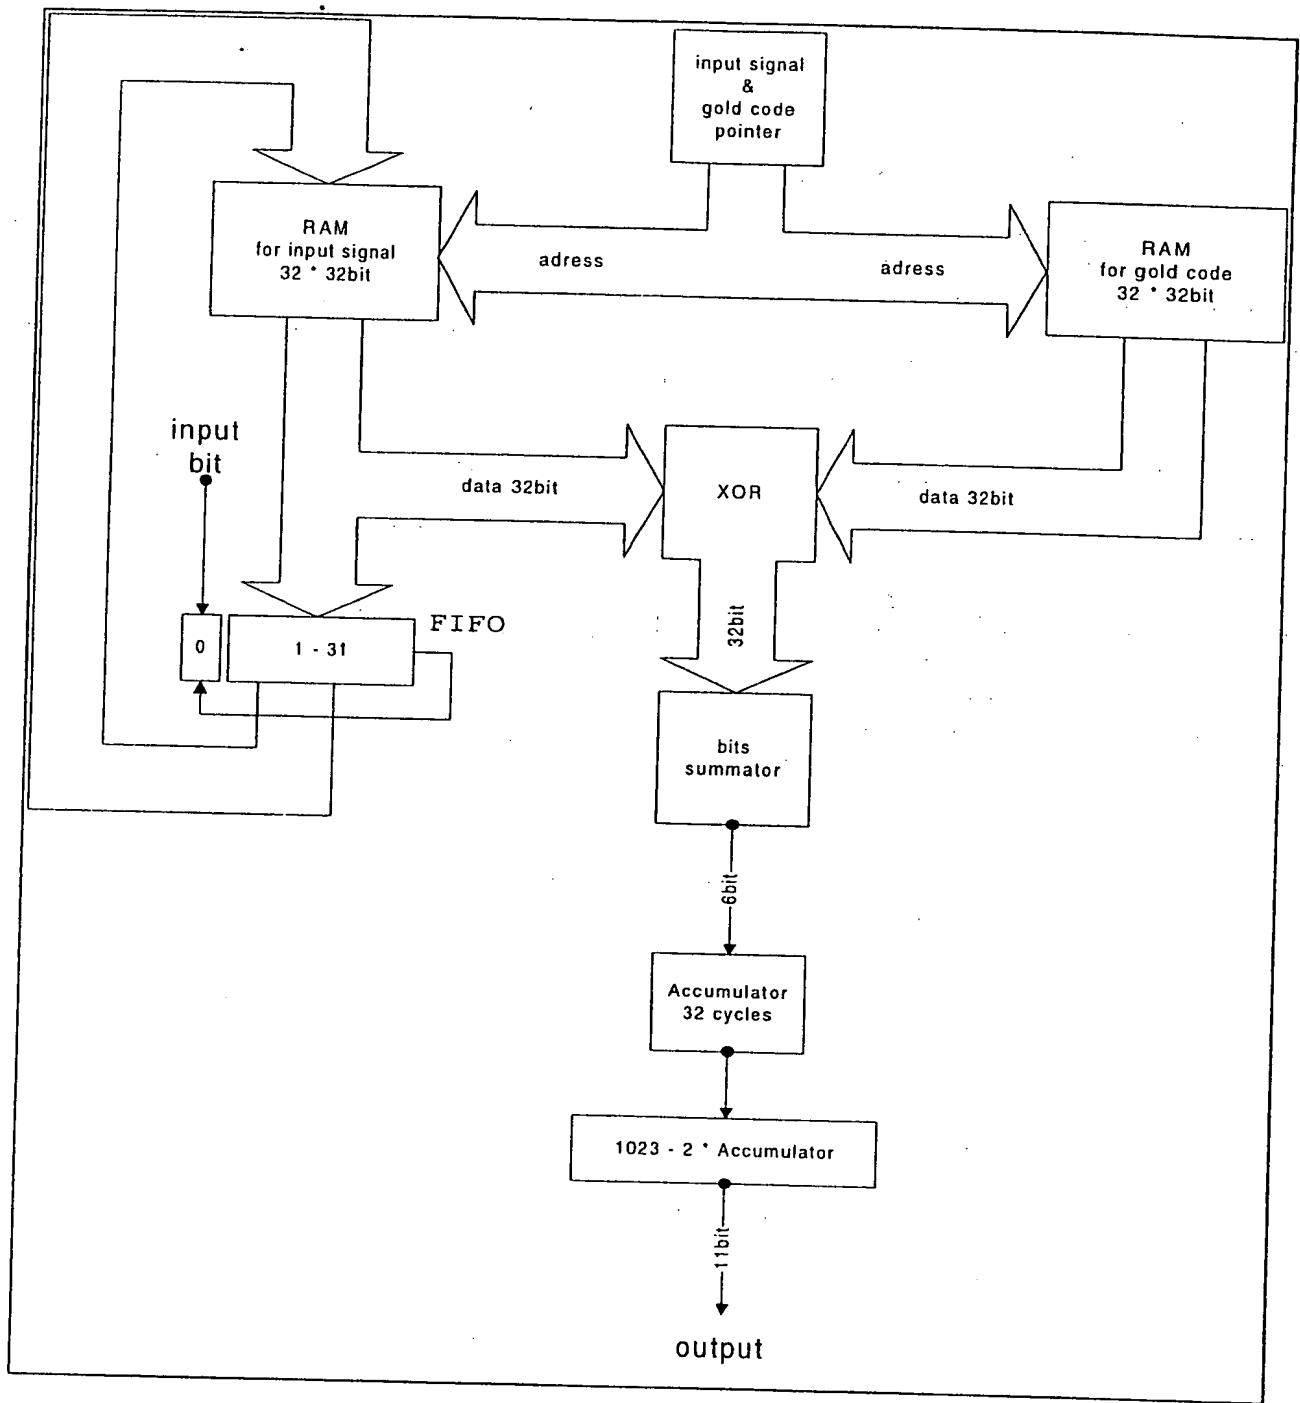 input signal
&
gold code
pointer
RAM
for input signal
32 * 32bit
adress
adress
RAM
for gold code
32 * 32bit
input
bit
data 32bit
XOR
data 32bit
0
1 - 31
FIFO
32bit
bits
summator
6bit
Accumulator
32 cycles
1023 - 2 * Accumulator
11bit
output